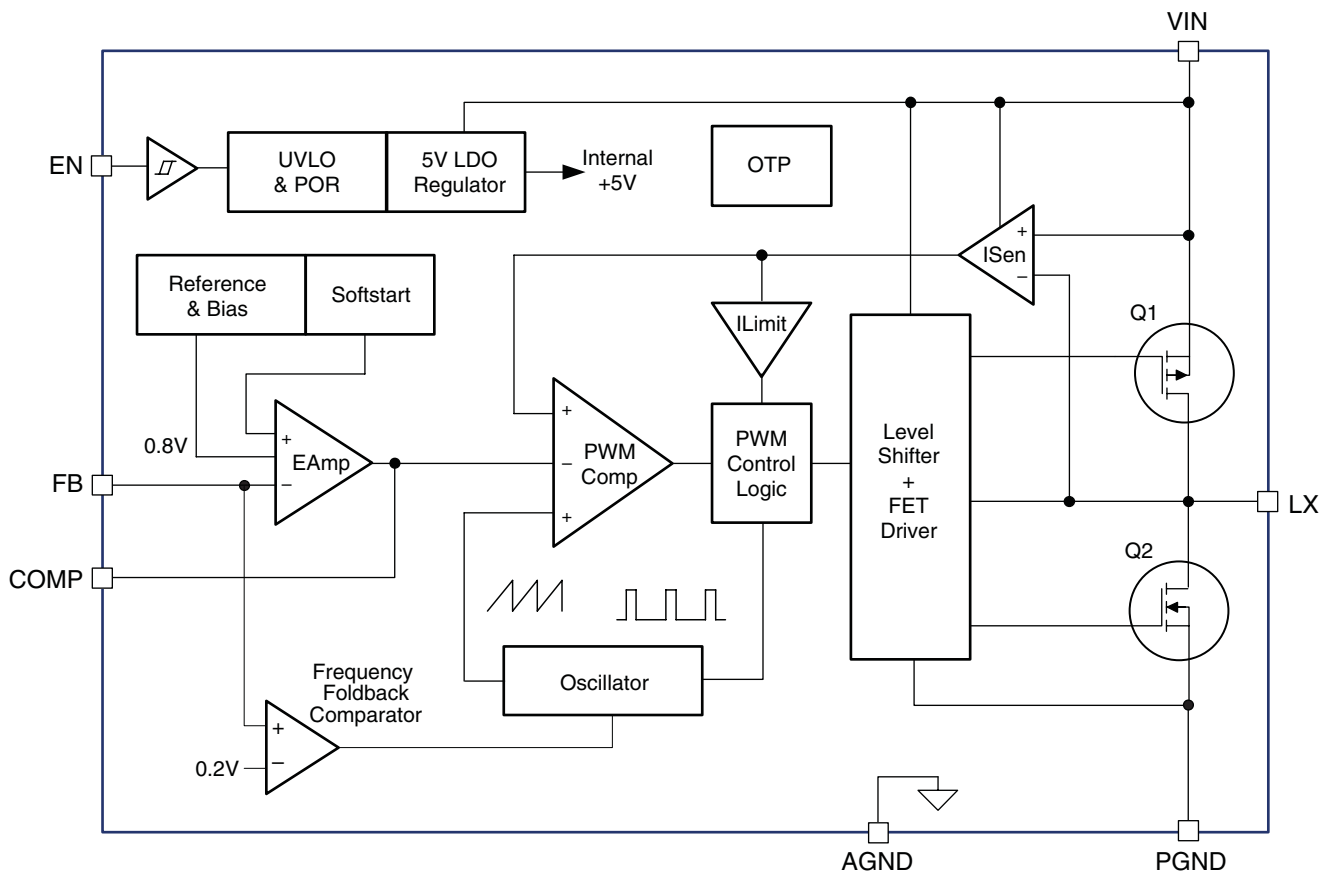 VIN
EN
UVLO
& POR
5V LDO
Regulator
Internal
+5V
OTP
Reference
& Bias
Softstart
+
ISen
−
ILimit
Q1
0.8V
+
EAmp
−
FB
COMP
+
−
PWM
Comp
+
PWM
Control
Logic
Level
Shifter
+
FET
Driver
LX
Q2
Frequency
Foldback
Comparator
Oscillator
+
0.2V
−
AGND
PGND